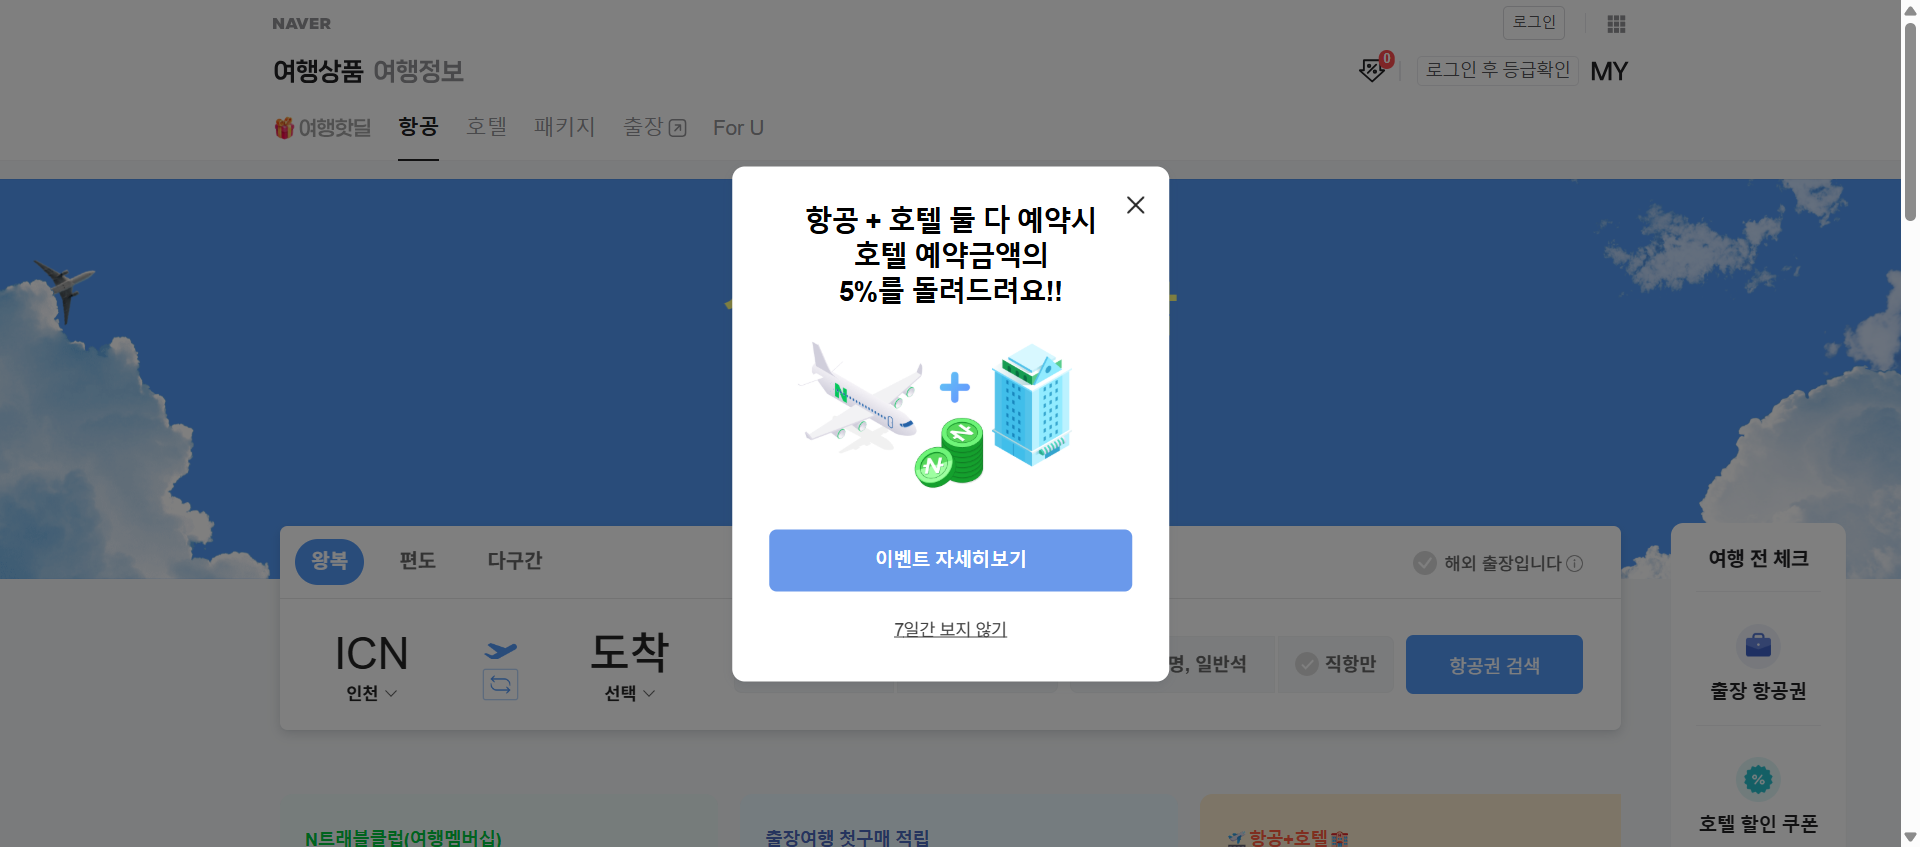 NAVER
로그인
여행상품 여행정보
0
로그인 후 등급확인 MY
여행핫딜 항공 호텔 패키지 출장 For U
항공 + 호텔 둘 다 예약시
호텔 예약금액의
5%를 돌려드려요!!
이벤트 자세히보기
7일간 보지 않기
왕복 편도 다구간
해외 출장입니다
ICN
인천
도착
선택
명, 일반석
직항만
항공권 검색
여행 전 체크
출장 항공권
호텔 할인 쿠폰
N트래블클럽(여행멤버십)
출장여행 첫구매 적립
항공+호텔